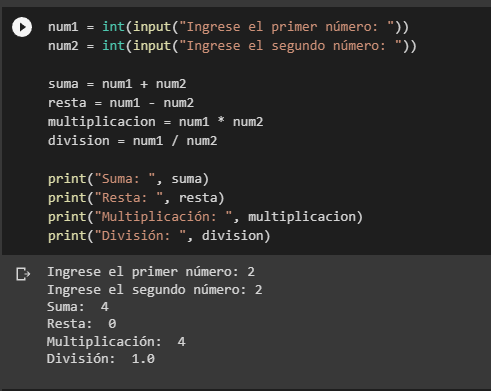 num1 = int(input("Ingrese el primer número: "))
num2 = int(input("Ingrese el segundo número: "))
suma = num1 + num2
resta = num1 - num2
multiplicacion = num1 * num2
division = num1 / num2
print("Suma: ", suma)
print("Resta: ", resta)
print("Multiplicación: ", multiplicacion)
print("División: ", division)
Ingrese el primer número: 2
Ingrese el segundo número: 2
Suma:  4
Resta:  0
Multiplicación:  4
División:  1.0